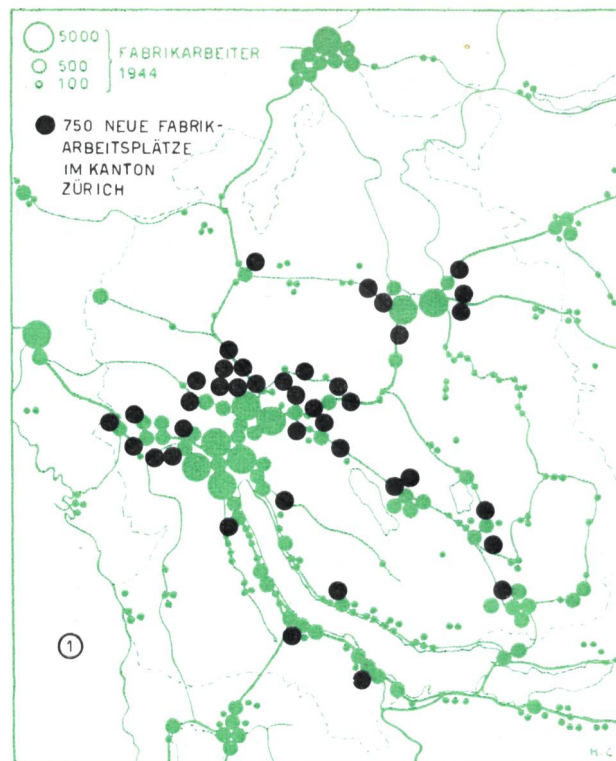 5000
500 FABRIKARBEITER
100 1944
750 NEUE FABRIK-
ARBEITSPLÄTZE
IM KANTON
ZÜRICH
1
H.C